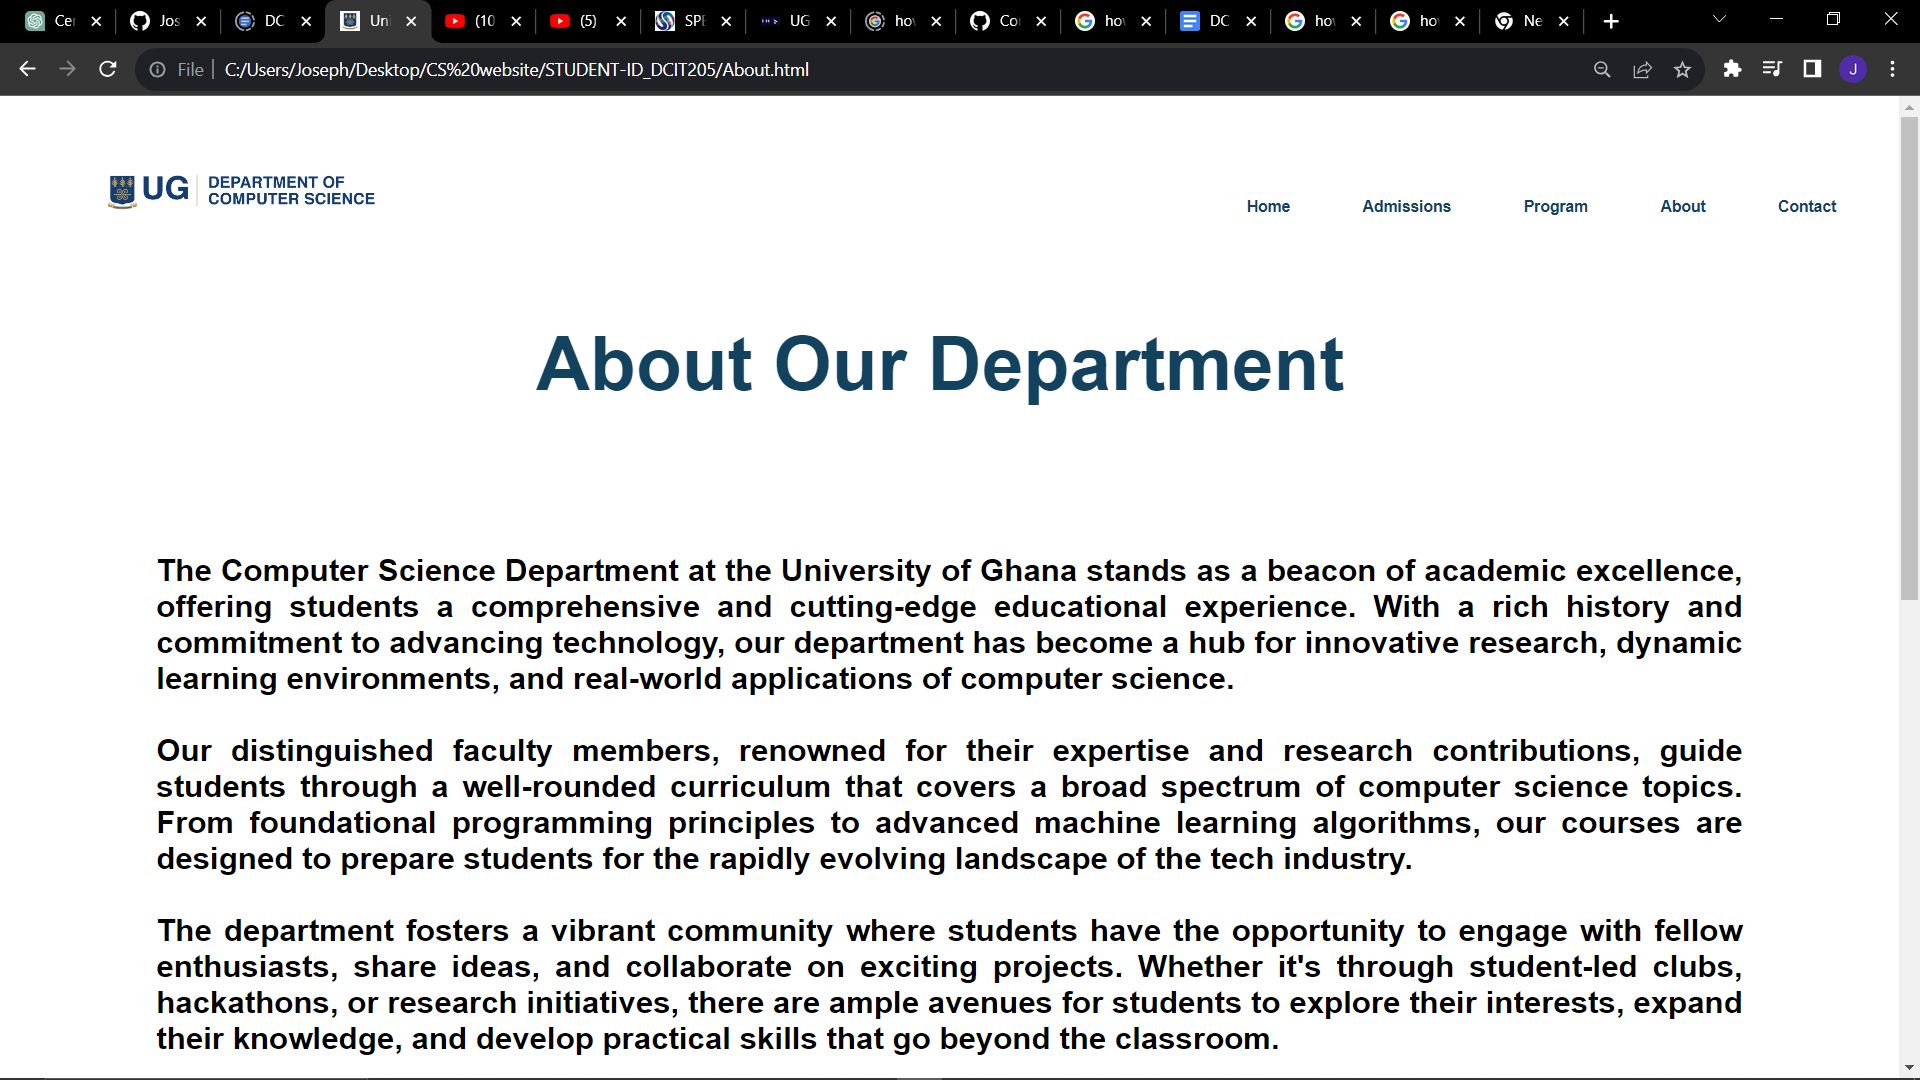 Cer
Jos
DC
Uni
(10
(5)
SPE
UG
ho
Co
ho
DC
ho
ho
Ne
File
C:/Users/Joseph/Desktop/CS%20website/STUDENT-ID_DCIT205/About.html
J
UG
DEPARTMENT OF
COMPUTER SCIENCE
Home Admissions Program About Contact
About Our Department
The Computer Science Department at the University of Ghana stands as a beacon of academic excellence,
offering students a comprehensive and cutting-edge educational experience. With a rich history and
commitment to advancing technology, our department has become a hub for innovative research, dynamic
learning environments, and real-world applications of computer science.
Our distinguished faculty members, renowned for their expertise and research contributions, guide
students through a well-rounded curriculum that covers a broad spectrum of computer science topics.
From foundational programming principles to advanced machine learning algorithms, our courses are
designed to prepare students for the rapidly evolving landscape of the tech industry.
The department fosters a vibrant community where students have the opportunity to engage with fellow
enthusiasts, share ideas, and collaborate on exciting projects. Whether it's through student-led clubs,
hackathons, or research initiatives, there are ample avenues for students to explore their interests, expand
their knowledge, and develop practical skills that go beyond the classroom.